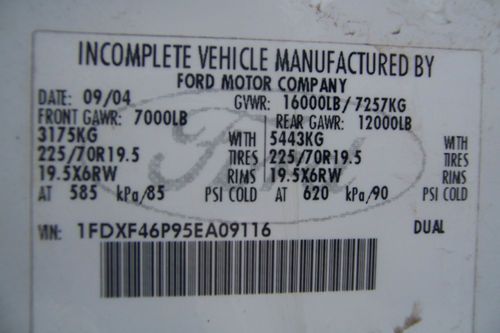 INCOMPLETE VEHICLE MANUFACTURED BY
FORD MOTOR COMPANY
DATE: 09/04 GVWR: 16000LB/7257KG
FRONT GAWR: 7000LB REAR GAWR: 12000LB
3175KG WITH 5443KG WITH
225/70R19.5 TIRES 225/70R19.5 TIRES
19.5X6RW RIMS 19.5X6RW RIMS
AT 585 kPa/85 PSI COLD AT 620 kPa/90 PSI COLD
VIN: 1FDXF46P95EA09116 DUAL
Ford